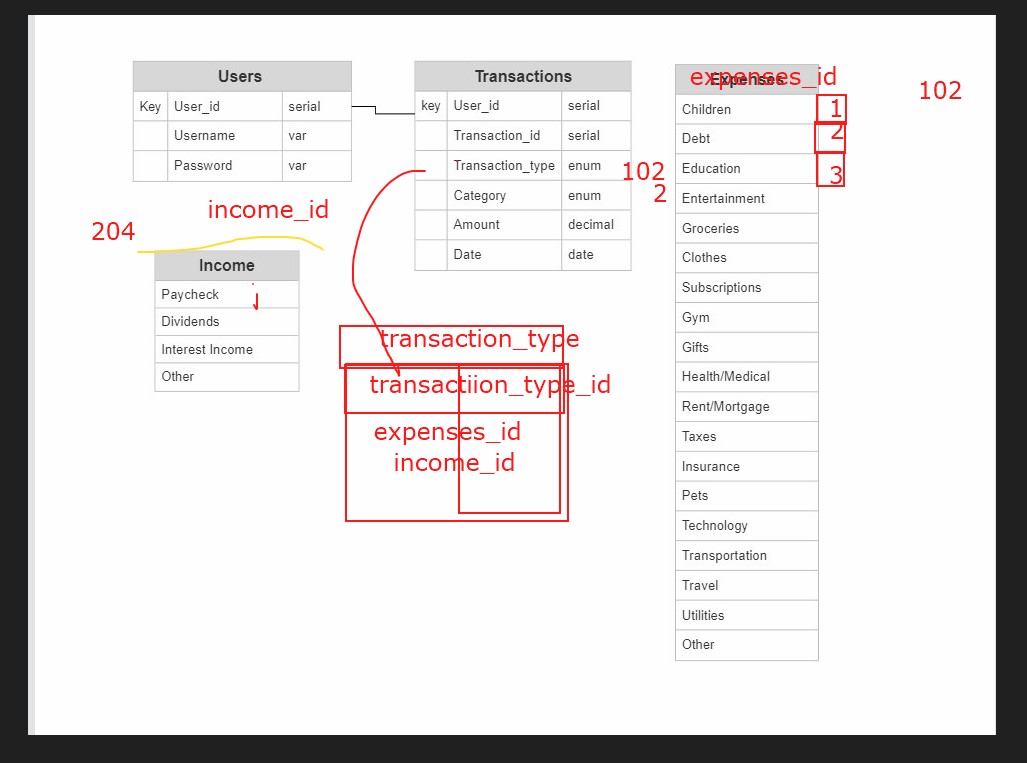 Users
Key User_id serial
Username var
Password var
Transactions
key User_id serial
Transaction_id serial
Transaction_type enum
Category enum
Amount decimal
Date date
102
2
expenses_id
Expenses
Children
Debt
Education
Entertainment
Groceries
Clothes
Subscriptions
Gym
Gifts
Health/Medical
Rent/Mortgage
Taxes
Insurance
Pets
Technology
Transportation
Travel
Utilities
Other
1
2
3
102
income_id
204
Income
Paycheck
Dividends
Interest Income
Other
transaction_type
transactiion_type_id
expenses_id
income_id